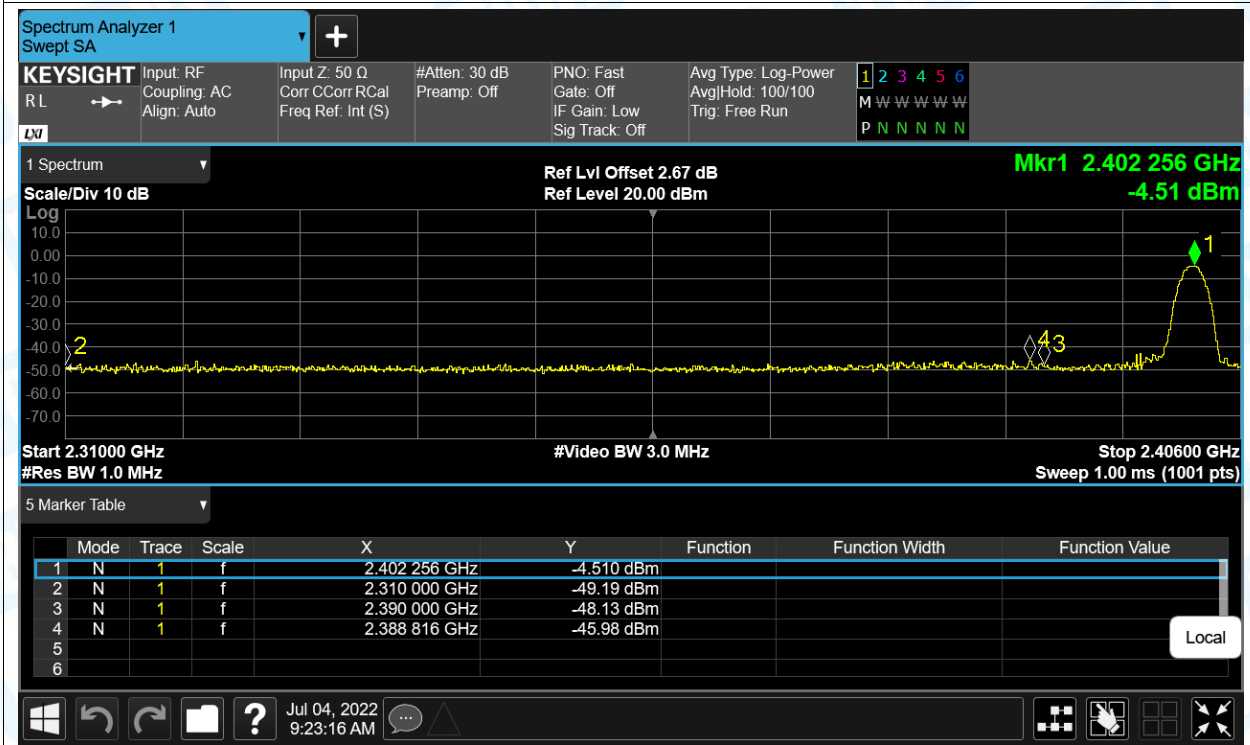 Spectrum Analyzer 1
Swept SA
+
KEYSIGHT
R L
LXI
Input: RF
Coupling: AC
Align: Auto
Input Z: 50 Ω
Corr CCorr RCal
Freq Ref: Int (S)
#Atten: 30 dB
Preamp: Off
PNO: Fast
Gate: Off
IF Gain: Low
Sig Track: Off
Avg Type: Log-Power
Avg|Hold: 100/100
Trig: Free Run
1 2 3 4 5 6
M W W W W W
P N N N N N
1 Spectrum
Scale/Div 10 dB
Ref Lvl Offset 2.67 dB
Ref Level 20.00 dBm
Mkr1 2.402 256 GHz
-4.51 dBm
Log
10.0
0.00
-10.0
-20.0
-30.0
-40.0
-50.0
-60.0
-70.0
2
4 3
1
Start 2.31000 GHz
#Res BW 1.0 MHz
#Video BW 3.0 MHz
Stop 2.40600 GHz
Sweep 1.00 ms (1001 pts)
5 Marker Table
Mode Trace Scale X Y Function Function Width Function Value
1 N 1 f 2.402 256 GHz -4.510 dBm
2 N 1 f 2.310 000 GHz -49.19 dBm
3 N 1 f 2.390 000 GHz -48.13 dBm
4 N 1 f 2.388 816 GHz -45.98 dBm
5
6
Local
?
Jul 04, 2022
9:23:16 AM